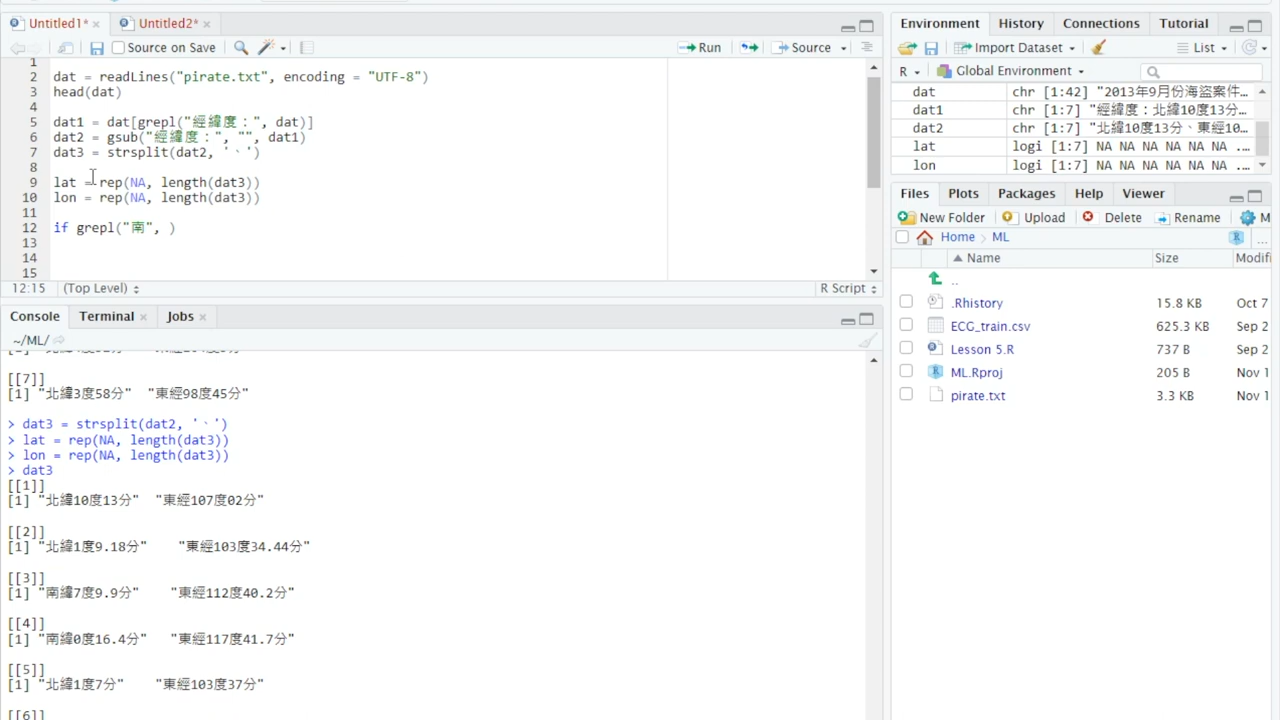 Untitled1* Untitled2*
Source on Save Run Source
1
2 dat = readLines("pirate.txt", encoding = "UTF-8")
3 head(dat)
4
5 dat1 = dat[grepl("經緯度：", dat)]
6 dat2 = gsub("經緯度：", "", dat1)
7 dat3 = strsplit(dat2, '、')
8
9 lat = rep(NA, length(dat3))
10 lon = rep(NA, length(dat3))
11
12 if grepl("南", )
13
14
15
12:15 (Top Level) R Script
Console Terminal Jobs
~/ML/
[[7]]
[1] "北緯3度58分" "東經98度45分"
> dat3 = strsplit(dat2, '、')
> lat = rep(NA, length(dat3))
> lon = rep(NA, length(dat3))
> dat3
[[1]]
[1] "北緯10度13分" "東經107度02分"
[[2]]
[1] "北緯1度9.18分" "東經103度34.44分"
[[3]]
[1] "南緯7度9.9分" "東經112度40.2分"
[[4]]
[1] "南緯0度16.4分" "東經117度41.7分"
[[5]]
[1] "北緯1度7分" "東經103度37分"
[[6]]
Environment History Connections Tutorial
Import Dataset List
R Global Environment
dat chr [1:42] "2013年9月份海盜案件…
dat1 chr [1:7] "經緯度：北緯10度13分…
dat2 chr [1:7] "北緯10度13分、東經10…
lat logi [1:7] NA NA NA NA ...
lon logi [1:7] NA NA NA NA ...
Files Plots Packages Help Viewer
New Folder Upload Delete Rename M
Home ML ...
Name Size Modifi
..
.Rhistory 15.8 KB Oct 7
ECG_train.csv 625.3 KB Sep 2
Lesson 5.R 737 B Sep 2
ML.Rproj 205 B Nov 1
pirate.txt 3.3 KB Nov 1